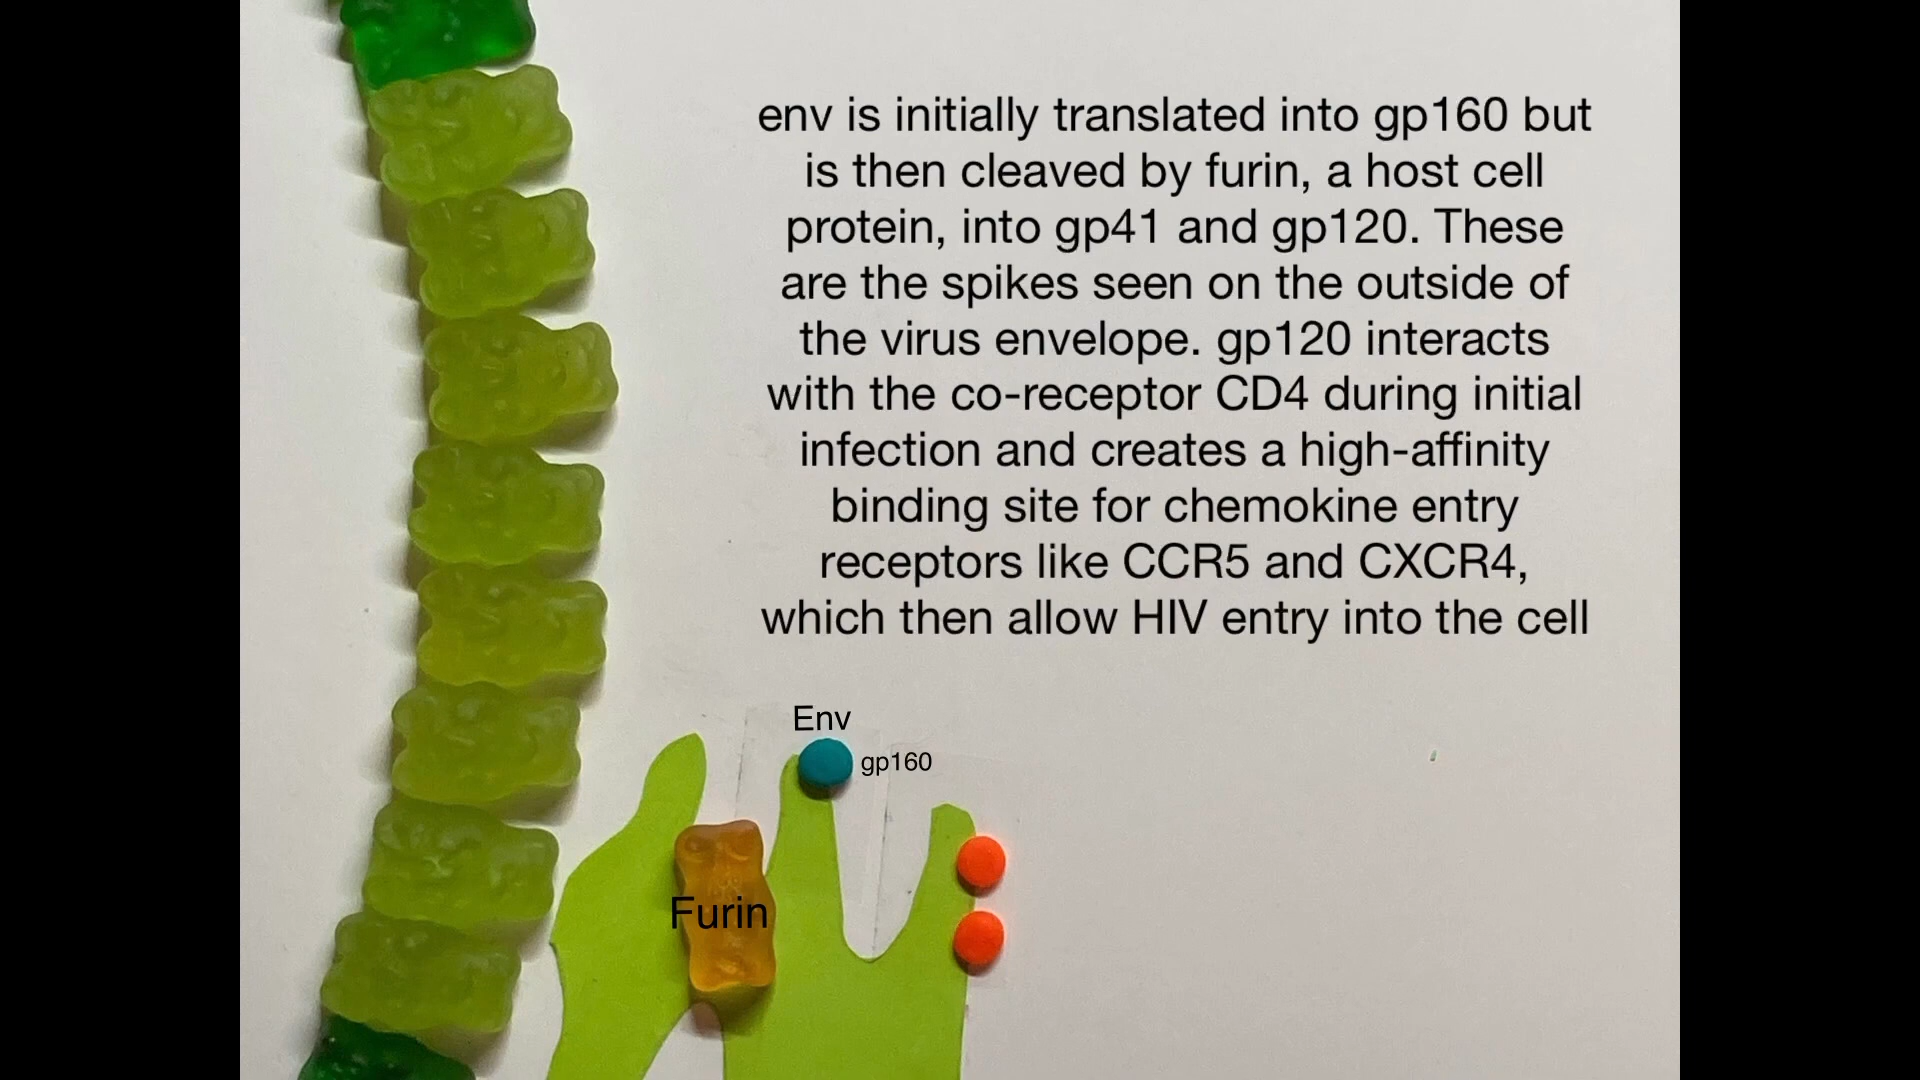 env is initially translated into gp160 but
is then cleaved by furin, a host cell
protein, into gp41 and gp120. These
are the spikes seen on the outside of
the virus envelope. gp120 interacts
with the co-receptor CD4 during initial
infection and creates a high-affinity
binding site for chemokine entry
receptors like CCR5 and CXCR4,
which then allow HIV entry into the cell
Env
gp160
Furin